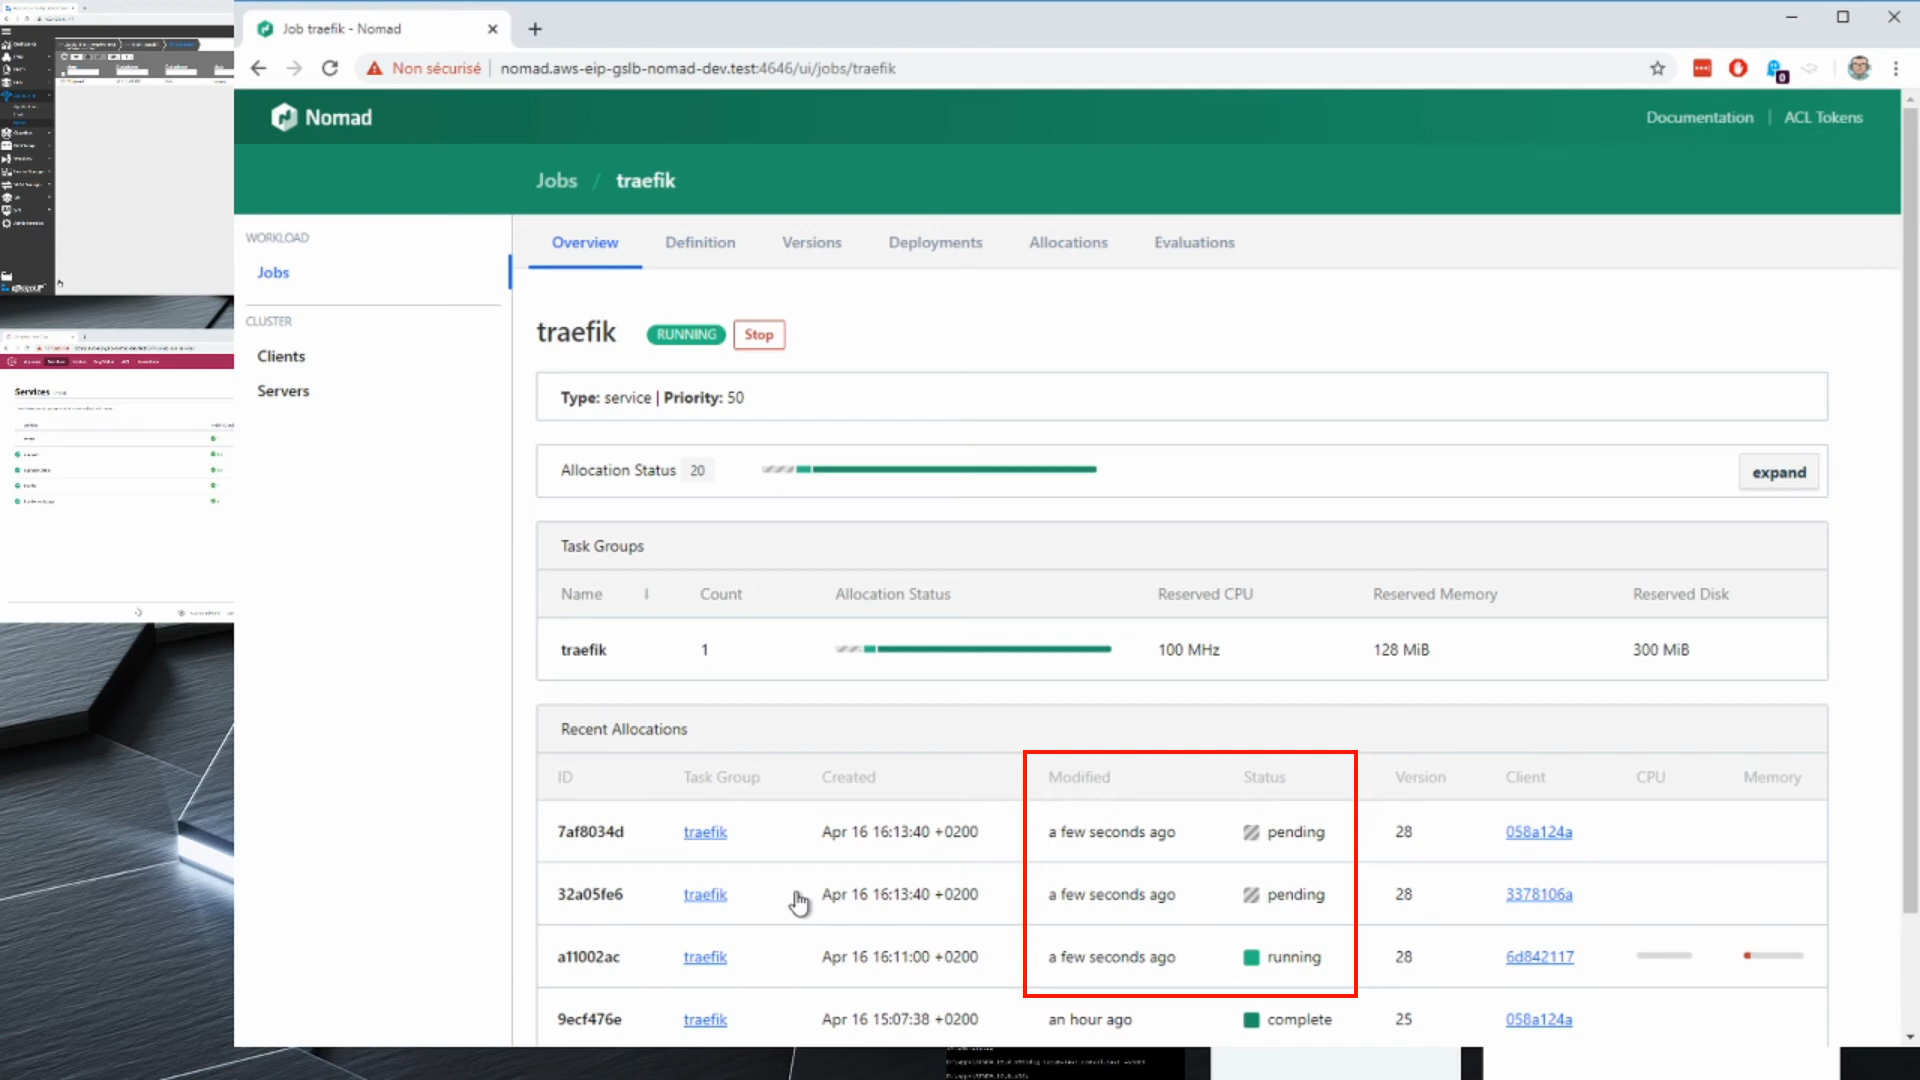 Job traefik - Nomad
Non sécurisé | nomad.aws-eip-gslb-nomad-dev.test:4646/ui/jobs/traefik
0
Nomad
Documentation | ACL Tokens
Jobs / traefik
WORKLOAD
Jobs
CLUSTER
Clients
Servers
Overview Definition Versions Deployments Allocations Evaluations
traefik RUNNING Stop
Type: service | Priority: 50
Allocation Status 20 expand
Task Groups
Name Count Allocation Status Reserved CPU Reserved Memory Reserved Disk
traefik 1 100 MHz 128 MiB 300 MiB
Recent Allocations
ID Task Group Created Modified Status Version Client CPU Memory
7af8034d traefik Apr 16 16:13:40 +0200 a few seconds ago pending 28 058a124a
32a05fe6 traefik Apr 16 16:13:40 +0200 a few seconds ago pending 28 3378106a
a11002ac traefik Apr 16 16:11:00 +0200 a few seconds ago running 28 6d842117
9ecf476e traefik Apr 16 15:07:38 +0200 an hour ago complete 25 058a124a
Services